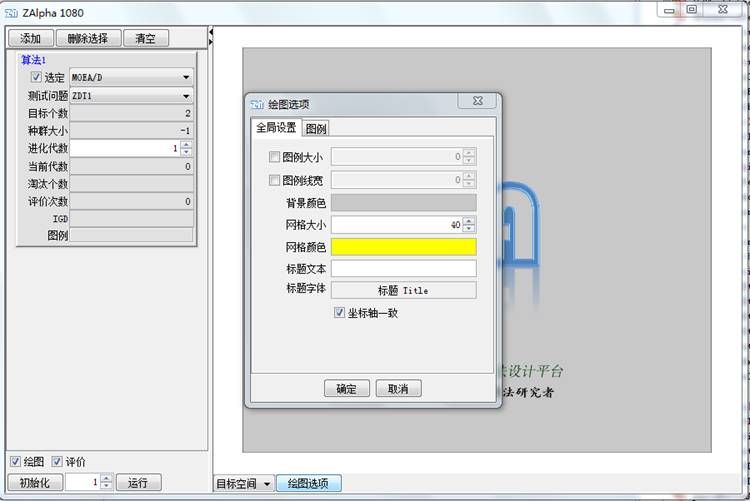 ZAlpha 1080
添加 删除选择 清空
算法1
选定 MOEA/D
测试问题 ZDT1
目标个数 2
种群大小 -1
进化代数 1
当前代数 0
淘汰个数
评价次数 0
IGD
图例
绘图 评价
初始化 1 运行
绘图选项
全局设置 图例
图例大小 0
图例线宽 0
背景颜色
网格大小 40
网格颜色
标题文本
标题字体 标题 Title
坐标轴一致
确定 取消
法设计平台
法研究者
目标空间 绘图选项